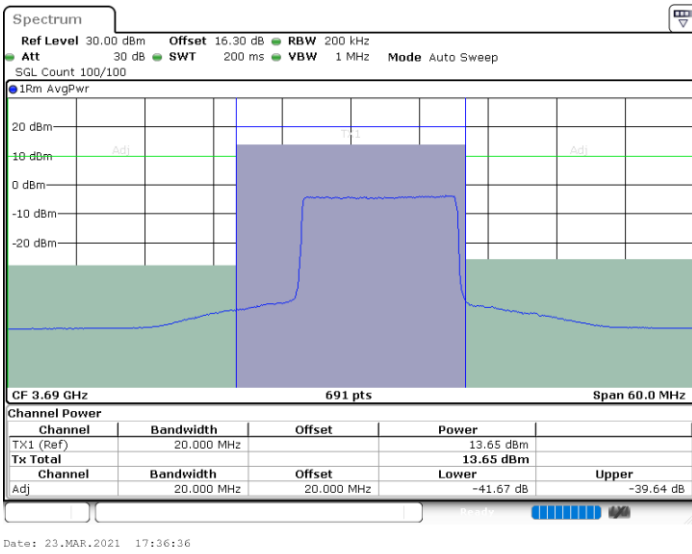 Spectrum
Ref Level 30.00 dBm Offset 16.30 dB RBW 200 kHz
Att 30 dB SWT 200 ms VBW 1 MHz Mode Auto Sweep
SGL Count 100/100
1Rm AvgPwr
20 dBm
TX1
10 dBm
Adj
Adj
0 dBm
-10 dBm
-20 dBm
CF 3.69 GHz 691 pts Span 60.0 MHz
Channel Power
Channel Bandwidth Offset Power
TX1 (Ref) 20.000 MHz 13.65 dBm
Tx Total 13.65 dBm
Channel Bandwidth Offset Lower Upper
Adj 20.000 MHz 20.000 MHz -41.67 dB -39.64 dB
Ready
Date: 23.MAR.2021 17:36:36